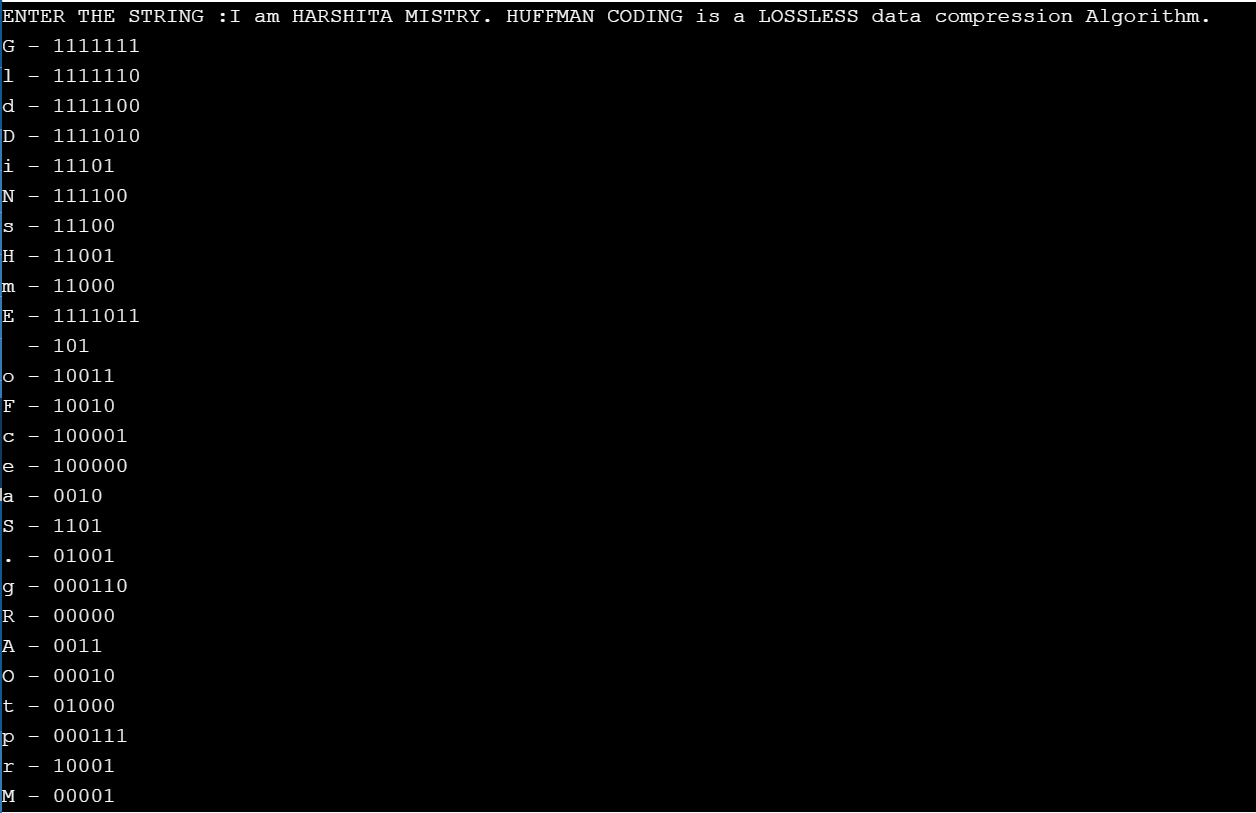 ENTER THE STRING :I am HARSHITA MISTRY. HUFFMAN CODING is a LOSSLESS data compression Algorithm.
G - 1111111
l - 1111110
d - 1111100
D - 1111010
i - 11101
N - 111100
s - 11100
H - 11001
m - 11000
E - 1111011
  - 101
o - 10011
F - 10010
c - 100001
e - 100000
a - 0010
S - 1101
. - 01001
g - 000110
R - 00000
A - 0011
O - 00010
t - 01000
p - 000111
r - 10001
M - 00001